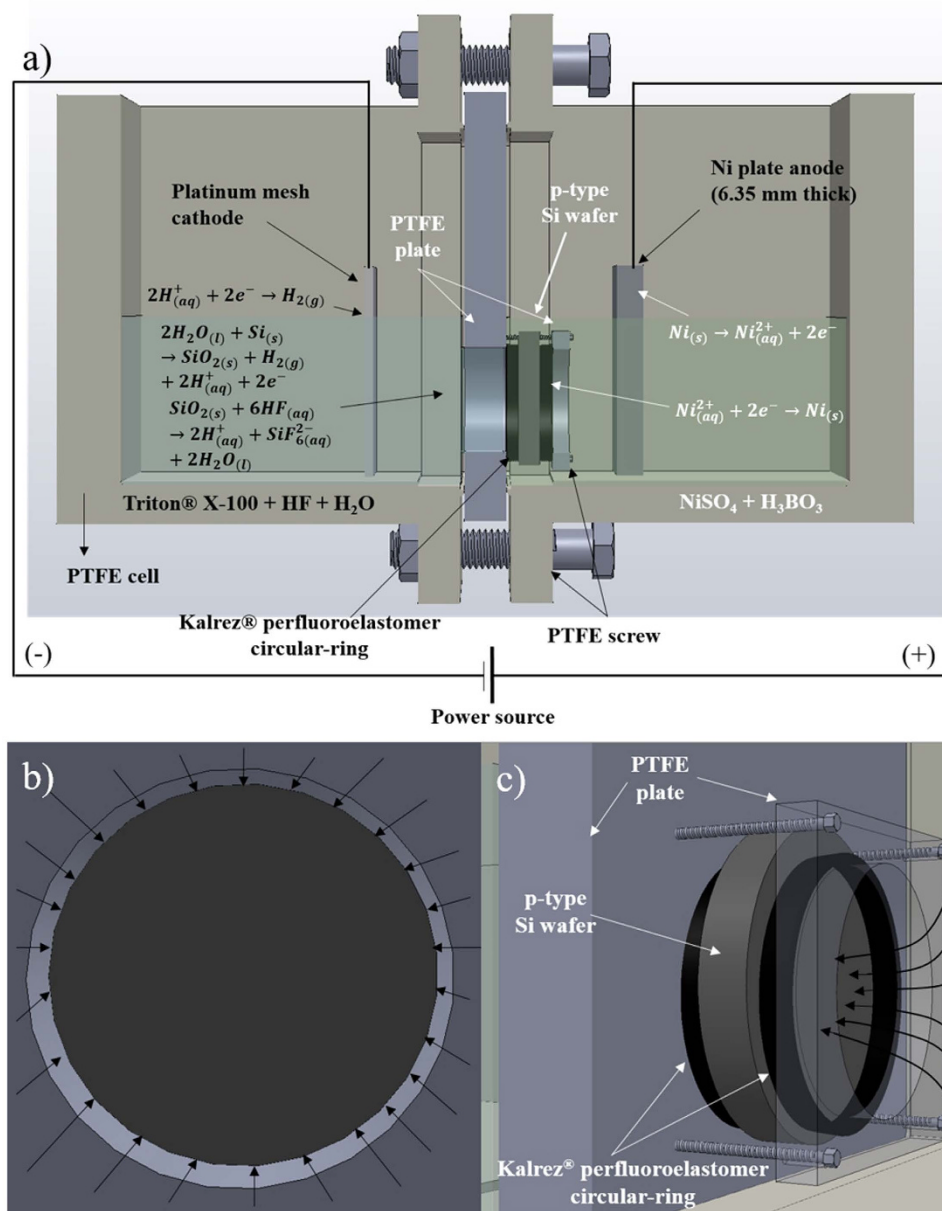 a)
Platinum mesh
cathode
PTFE
plate
p-type
Si wafer
Ni plate anode
(6.35 mm thick)
2H⁺(aq) + 2e⁻ → H₂(g)
2H₂O(l) + Si(s)
→ SiO₂(s) + H₂(g)
+ 2H⁺(aq) + 2e⁻
SiO₂(s) + 6HF(aq)
→ 2H⁺(aq) + SiF₆²⁻(aq)
+ 2H₂O(l)
Ni(s) → Ni²⁺(aq) + 2e⁻
Ni²⁺(aq) + 2e⁻ → Ni(s)
Triton® X-100 + HF + H₂O
NiSO₄ + H₃BO₃
PTFE cell
Kalrez® perfluoroelastomer
circular-ring
PTFE screw
(-)
(+)
Power source
b)
c)
PTFE
plate
p-type
Si wafer
Kalrez® perfluoroelastomer
circular-ring